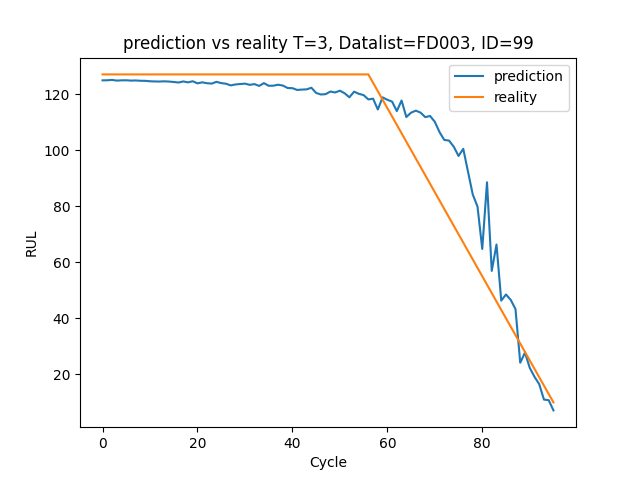 prediction vs reality T=3, Datalist=FD003, ID=99
prediction
reality
120
100
80
60
40
20
RUL
0 20 40 60 80
Cycle